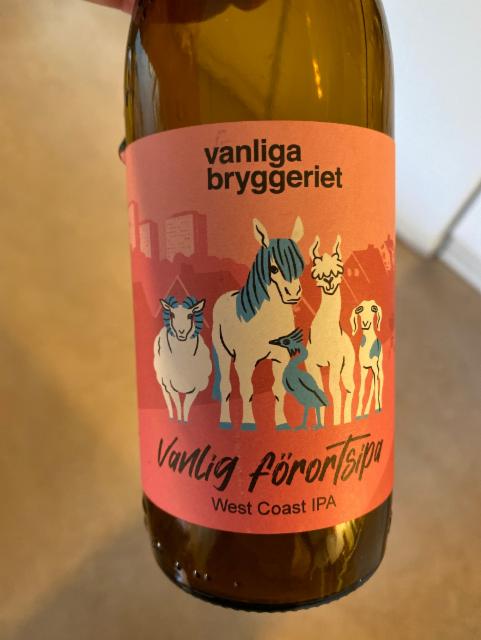 vanliga
bryggeriet
Vanlig förortsipa
West Coast IPA